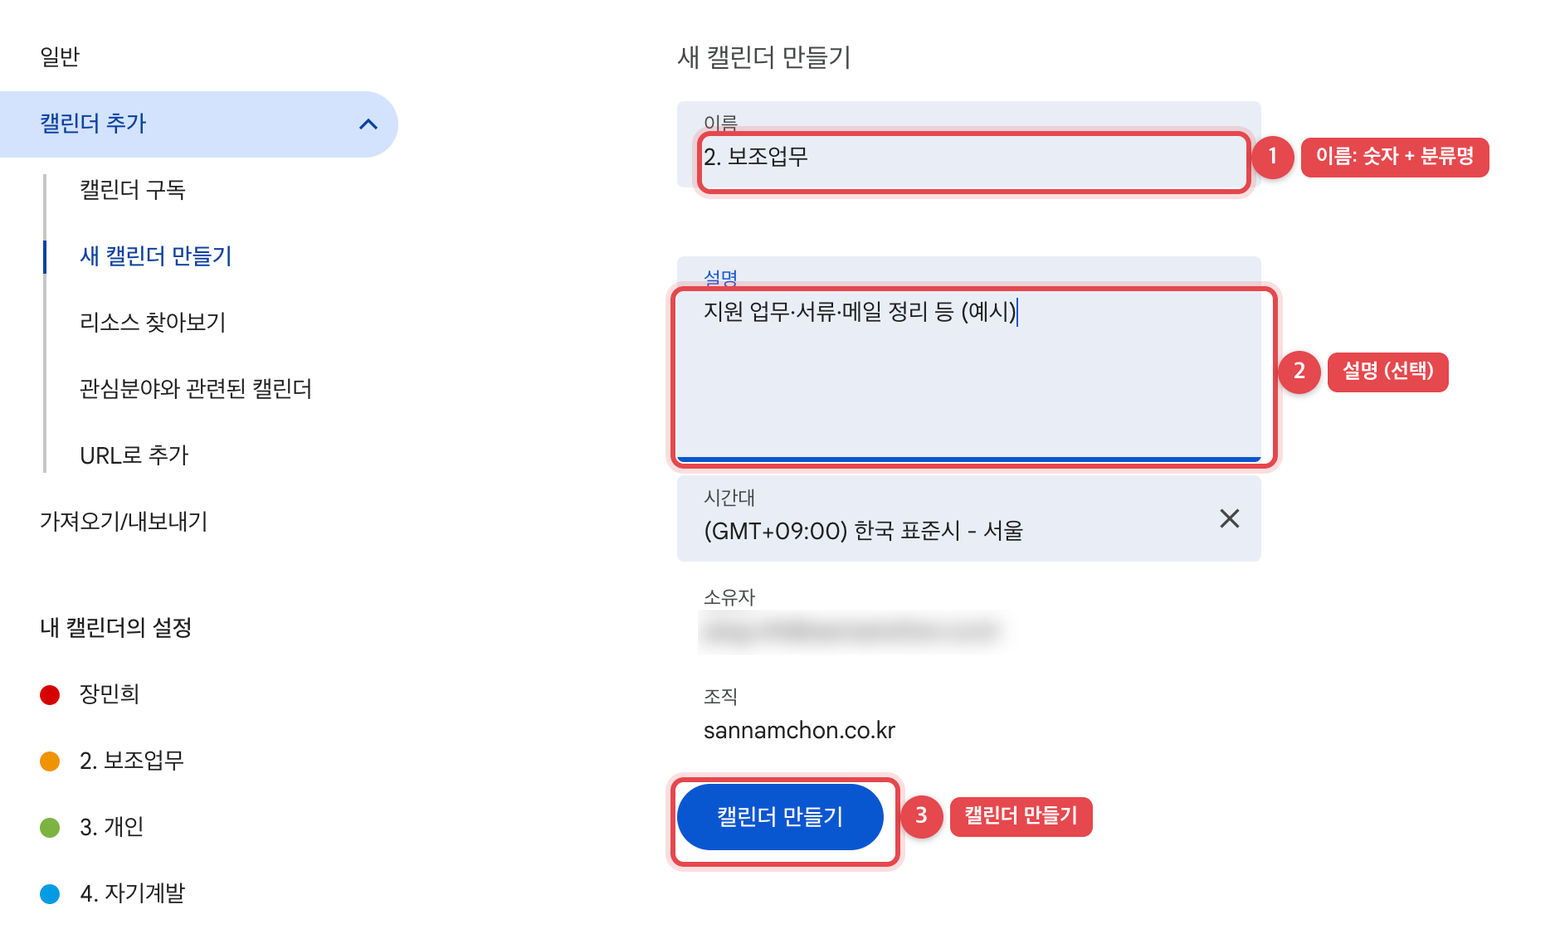 일반
캘린더 추가
캘린더 구독
새 캘린더 만들기
리소스 찾아보기
관심분야와 관련된 캘린더
URL로 추가
가져오기/내보내기
내 캘린더의 설정
장민희
2. 보조업무
3. 개인
4. 자기계발
새 캘린더 만들기
이름
2. 보조업무
1 이름: 숫자 + 분류명
설명
지원 업무·서류·메일 정리 등 (예시)
2 설명 (선택)
시간대
(GMT+09:00) 한국 표준시 - 서울
소유자
조직
sannamchon.co.kr
캘린더 만들기
3 캘린더 만들기